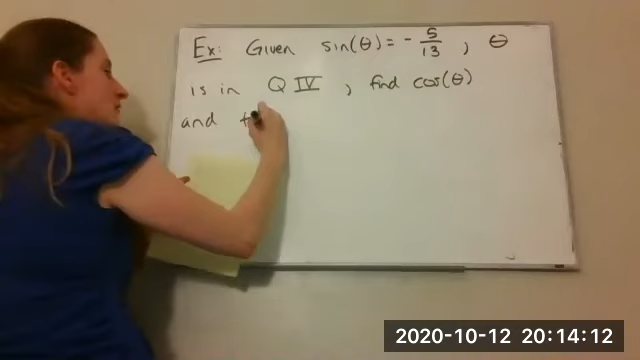 Ex: Given sin(θ) = - 5/13 , θ
is in Q IV , find cos(θ)
and t
2020-10-12 20:14:12